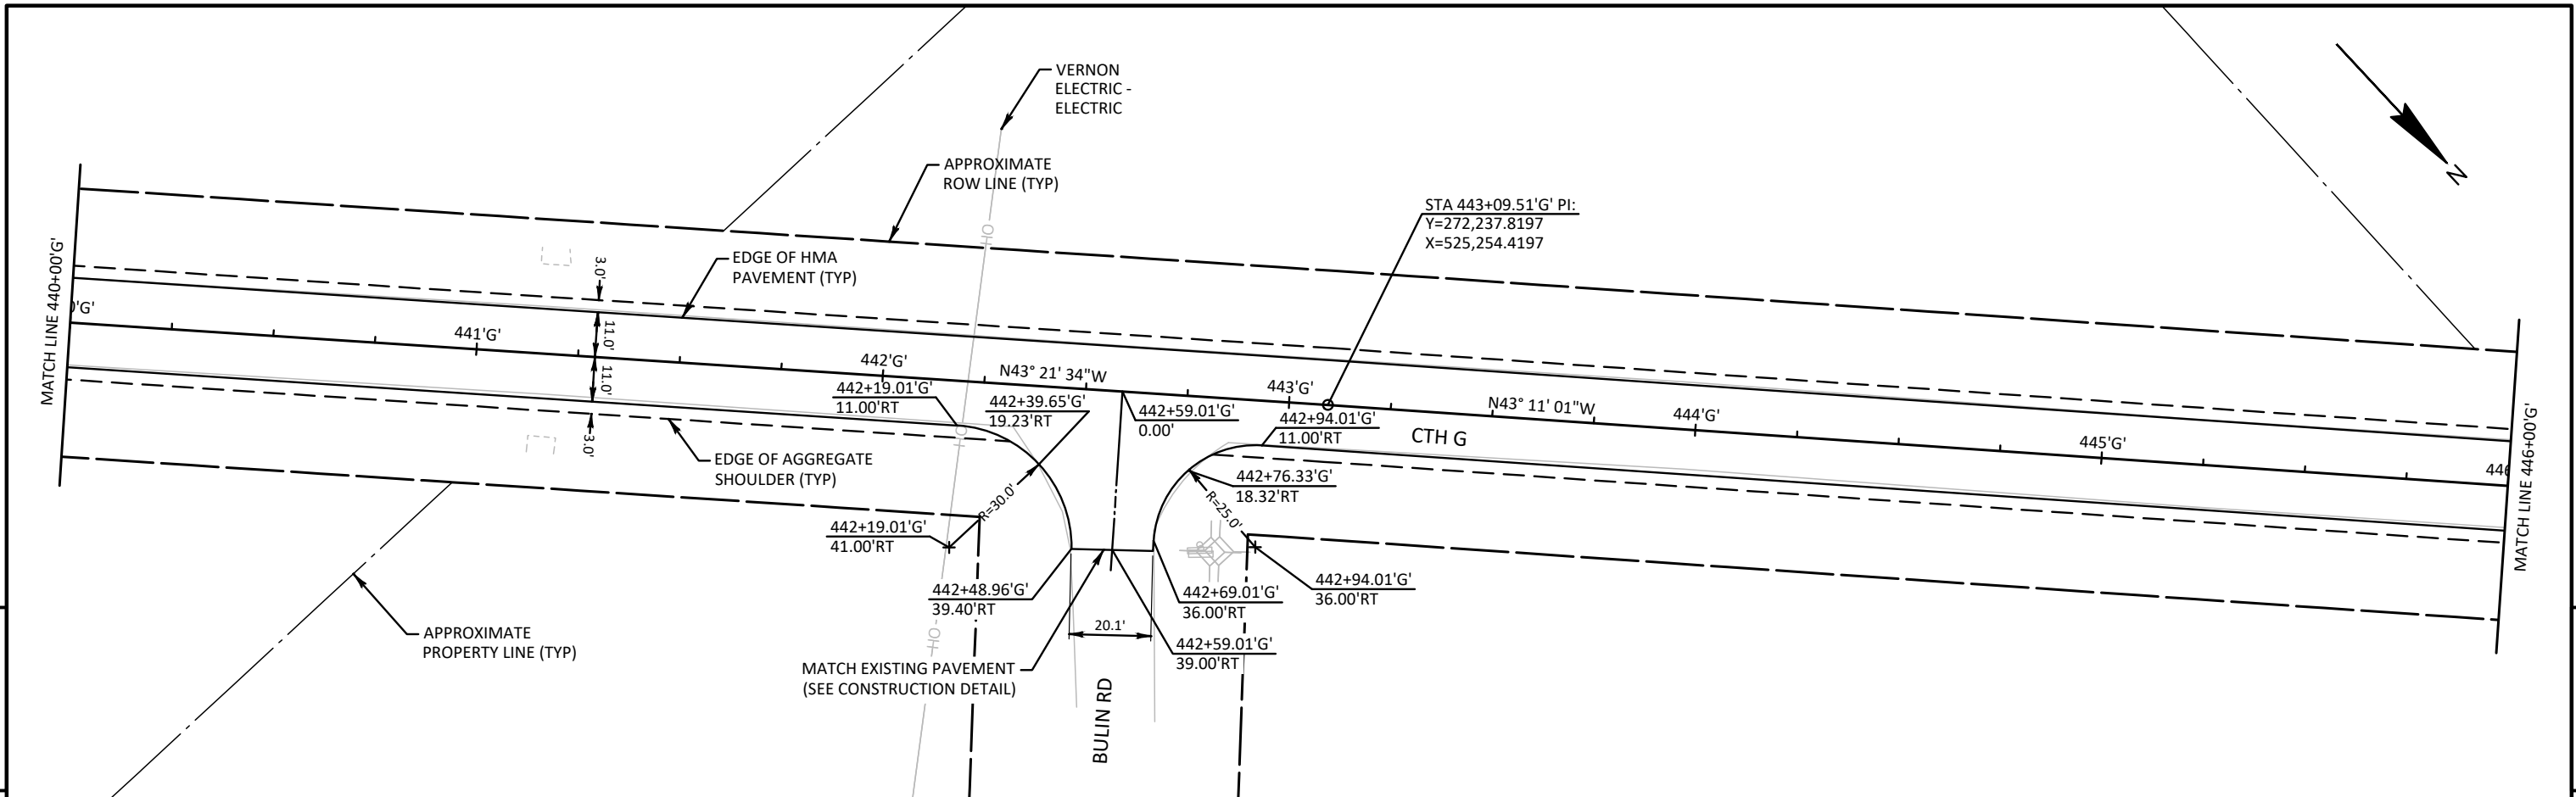 VERNON
ELECTRIC -
ELECTRIC
APPROXIMATE
ROW LINE (TYP)
N
STA 443+09.51'G' PI:
Y=272,237.8197
X=525,254.4197
EDGE OF HMA
PAVEMENT (TYP)
OH
3.0'
11.0'
11.0'
3.0'
MATCH LINE 440+00'G'
0'G'
441'G'
442'G'
N43° 21' 34"W
443'G'
N43° 11' 01"W
444'G'
445'G'
446
MATCH LINE 446+00'G'
CTH G
442+19.01'G'
11.00'RT
442+39.65'G'
19.23'RT
442+59.01'G'
0.00'
442+94.01'G'
11.00'RT
OH
EDGE OF AGGREGATE
SHOULDER (TYP)
442+76.33'G'
18.32'RT
R=30.0'
R=25.0'
442+19.01'G'
41.00'RT
442+48.96'G'
39.40'RT
442+69.01'G'
36.00'RT
442+94.01'G'
36.00'RT
20.1'
442+59.01'G'
39.00'RT
OH
APPROXIMATE
PROPERTY LINE (TYP)
MATCH EXISTING PAVEMENT
(SEE CONSTRUCTION DETAIL)
BULIN RD